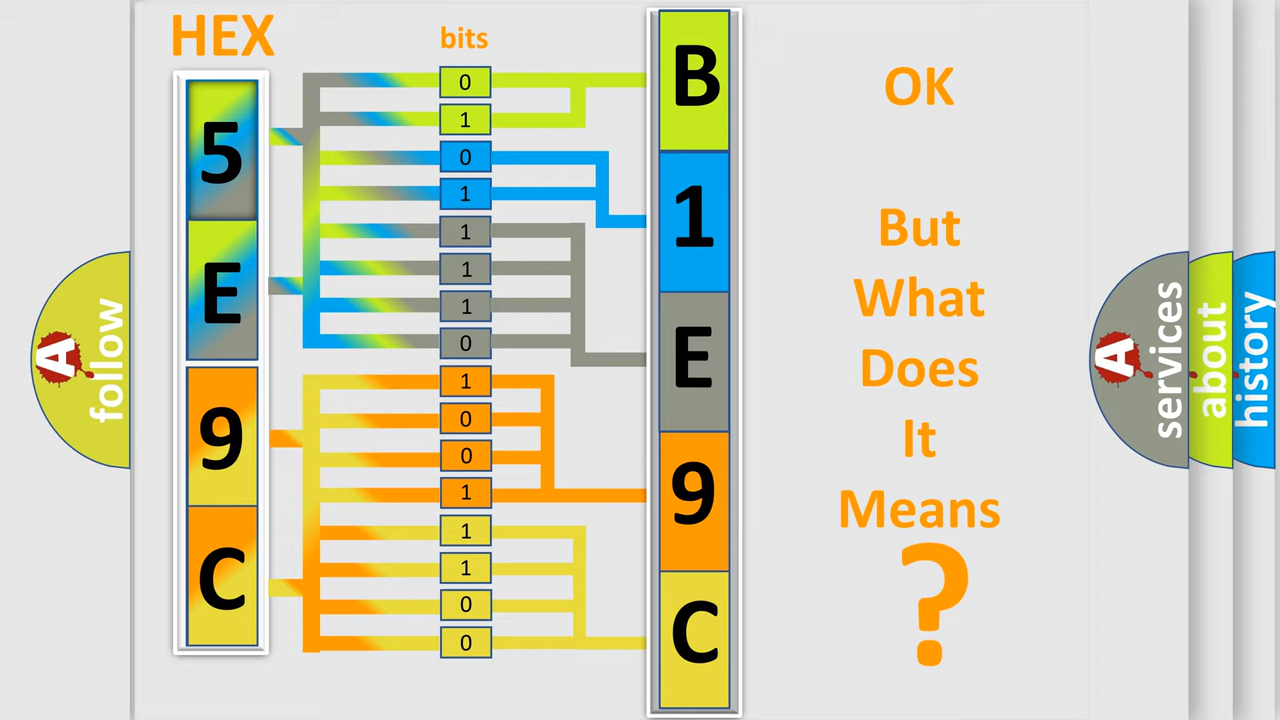 HEX
bits
5
E
9
C
0
1
0
1
1
1
1
0
1
0
0
1
1
1
0
0
B
1
E
9
C
OK
But
What
Does
It
Means
?
A
follow
A
services
about
history